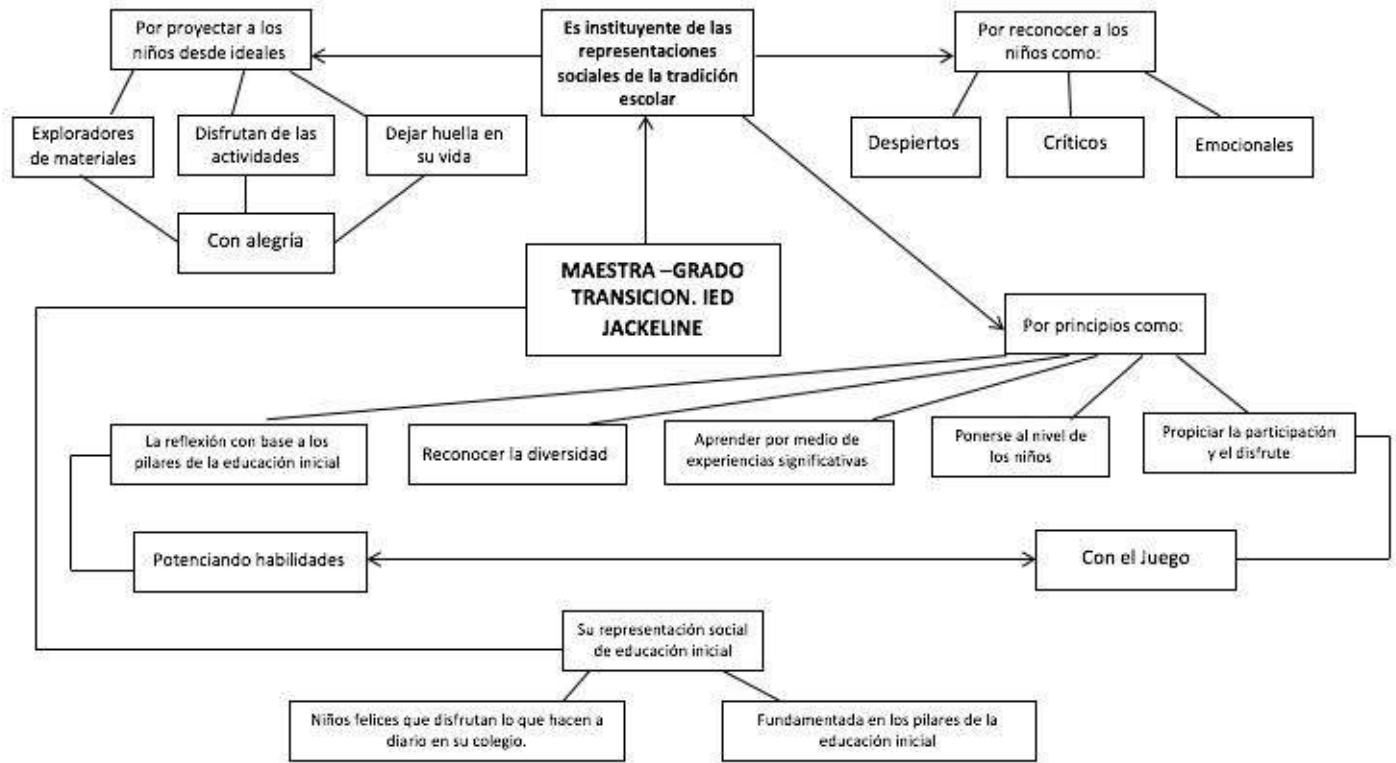 Por proyectar a los
niños desde ideales
Es instituyente de las
representaciones
sociales de la tradición
escolar
Por reconocer a los
niños como:
Exploradores
de materiales
Disfrutan de las
actividades
Dejar huella en
su vida
Despiertos
Críticos
Emocionales
Con alegría
MAESTRA –GRADO
TRANSICION. IED
JACKELINE
Por principios como:
La reflexión con base a los
pilares de la educación inicial
Reconocer la diversidad
Aprender por medio de
experiencias significativas
Ponerse al nivel de
los niños
Propiciar la participación
y el disfrute
Potenciando habilidades
Con el Juego
Su representación social
de educación inicial
Niños felices que disfrutan lo que hacen a
diario en su colegio.
Fundamentada en los pilares de la
educación inicial